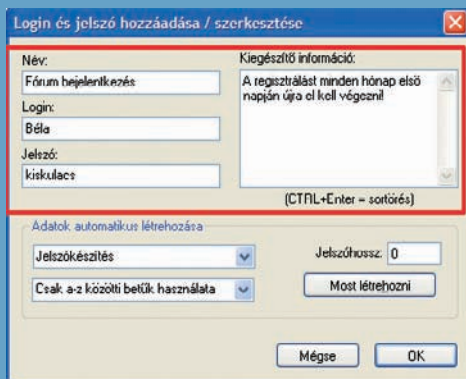 Login és jelszó hozzáadása / szerkesztése
Név:
Fórum bejelentkezés
Login:
Béla
Jelszó:
kiskulacs
Kiegészítő információ:
A regisztrálást minden hónap első
napján újra el kell végezni!
(CTRL+Enter = sortörés)
Adatok automatikus létrehozása
Jelszókészítés
Csak a-z közötti betűk használata
Jelszóhossz: 0
Most létrehozni
Mégse
OK